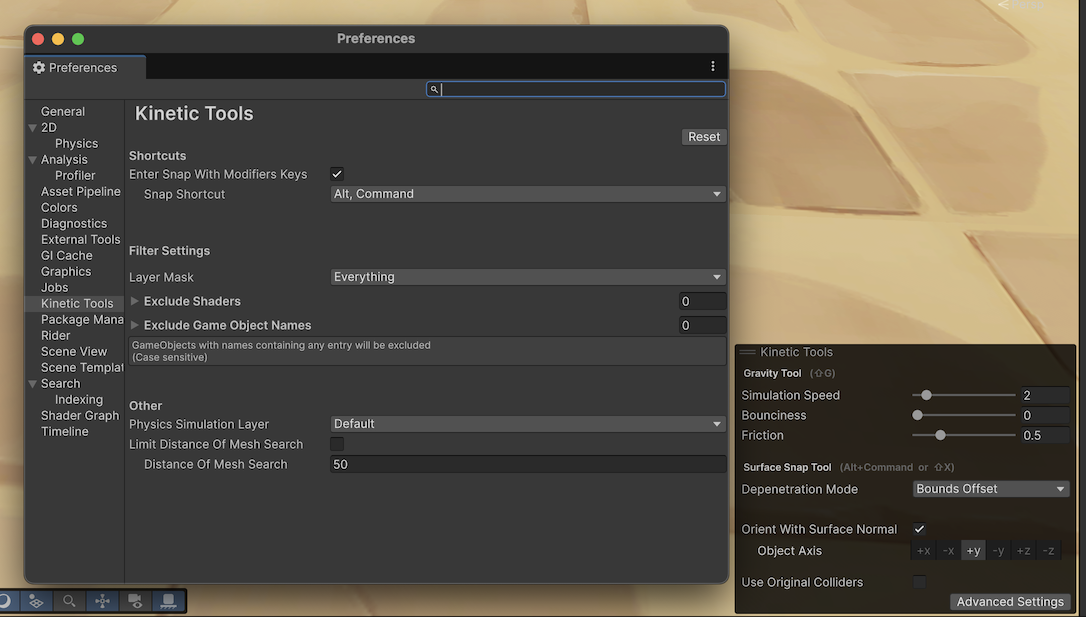 Preferences
Preferences
General
2D
Physics
Analysis
Profiler
Asset Pipeline
Colors
Diagnostics
External Tools
GI Cache
Graphics
Jobs
Kinetic Tools
Package Mana
Rider
Scene View
Scene Templat
Search
Indexing
Shader Graph
Timeline
Kinetic Tools
Reset
Shortcuts
Enter Snap With Modifiers Keys
Snap Shortcut Alt, Command
Filter Settings
Layer Mask Everything
Exclude Shaders 0
Exclude Game Object Names 0
GameObjects with names containing any entry will be excluded
(Case sensitive)
Other
Physics Simulation Layer Default
Limit Distance Of Mesh Search
Distance Of Mesh Search 50
Kinetic Tools
Gravity Tool (⇧G)
Simulation Speed 2
Bounciness 0
Friction 0.5
Surface Snap Tool (Alt+Command or ⇧X)
Depenetration Mode Bounds Offset
Orient With Surface Normal
Object Axis +x -x +y -y +z -z
Use Original Colliders
Advanced Settings